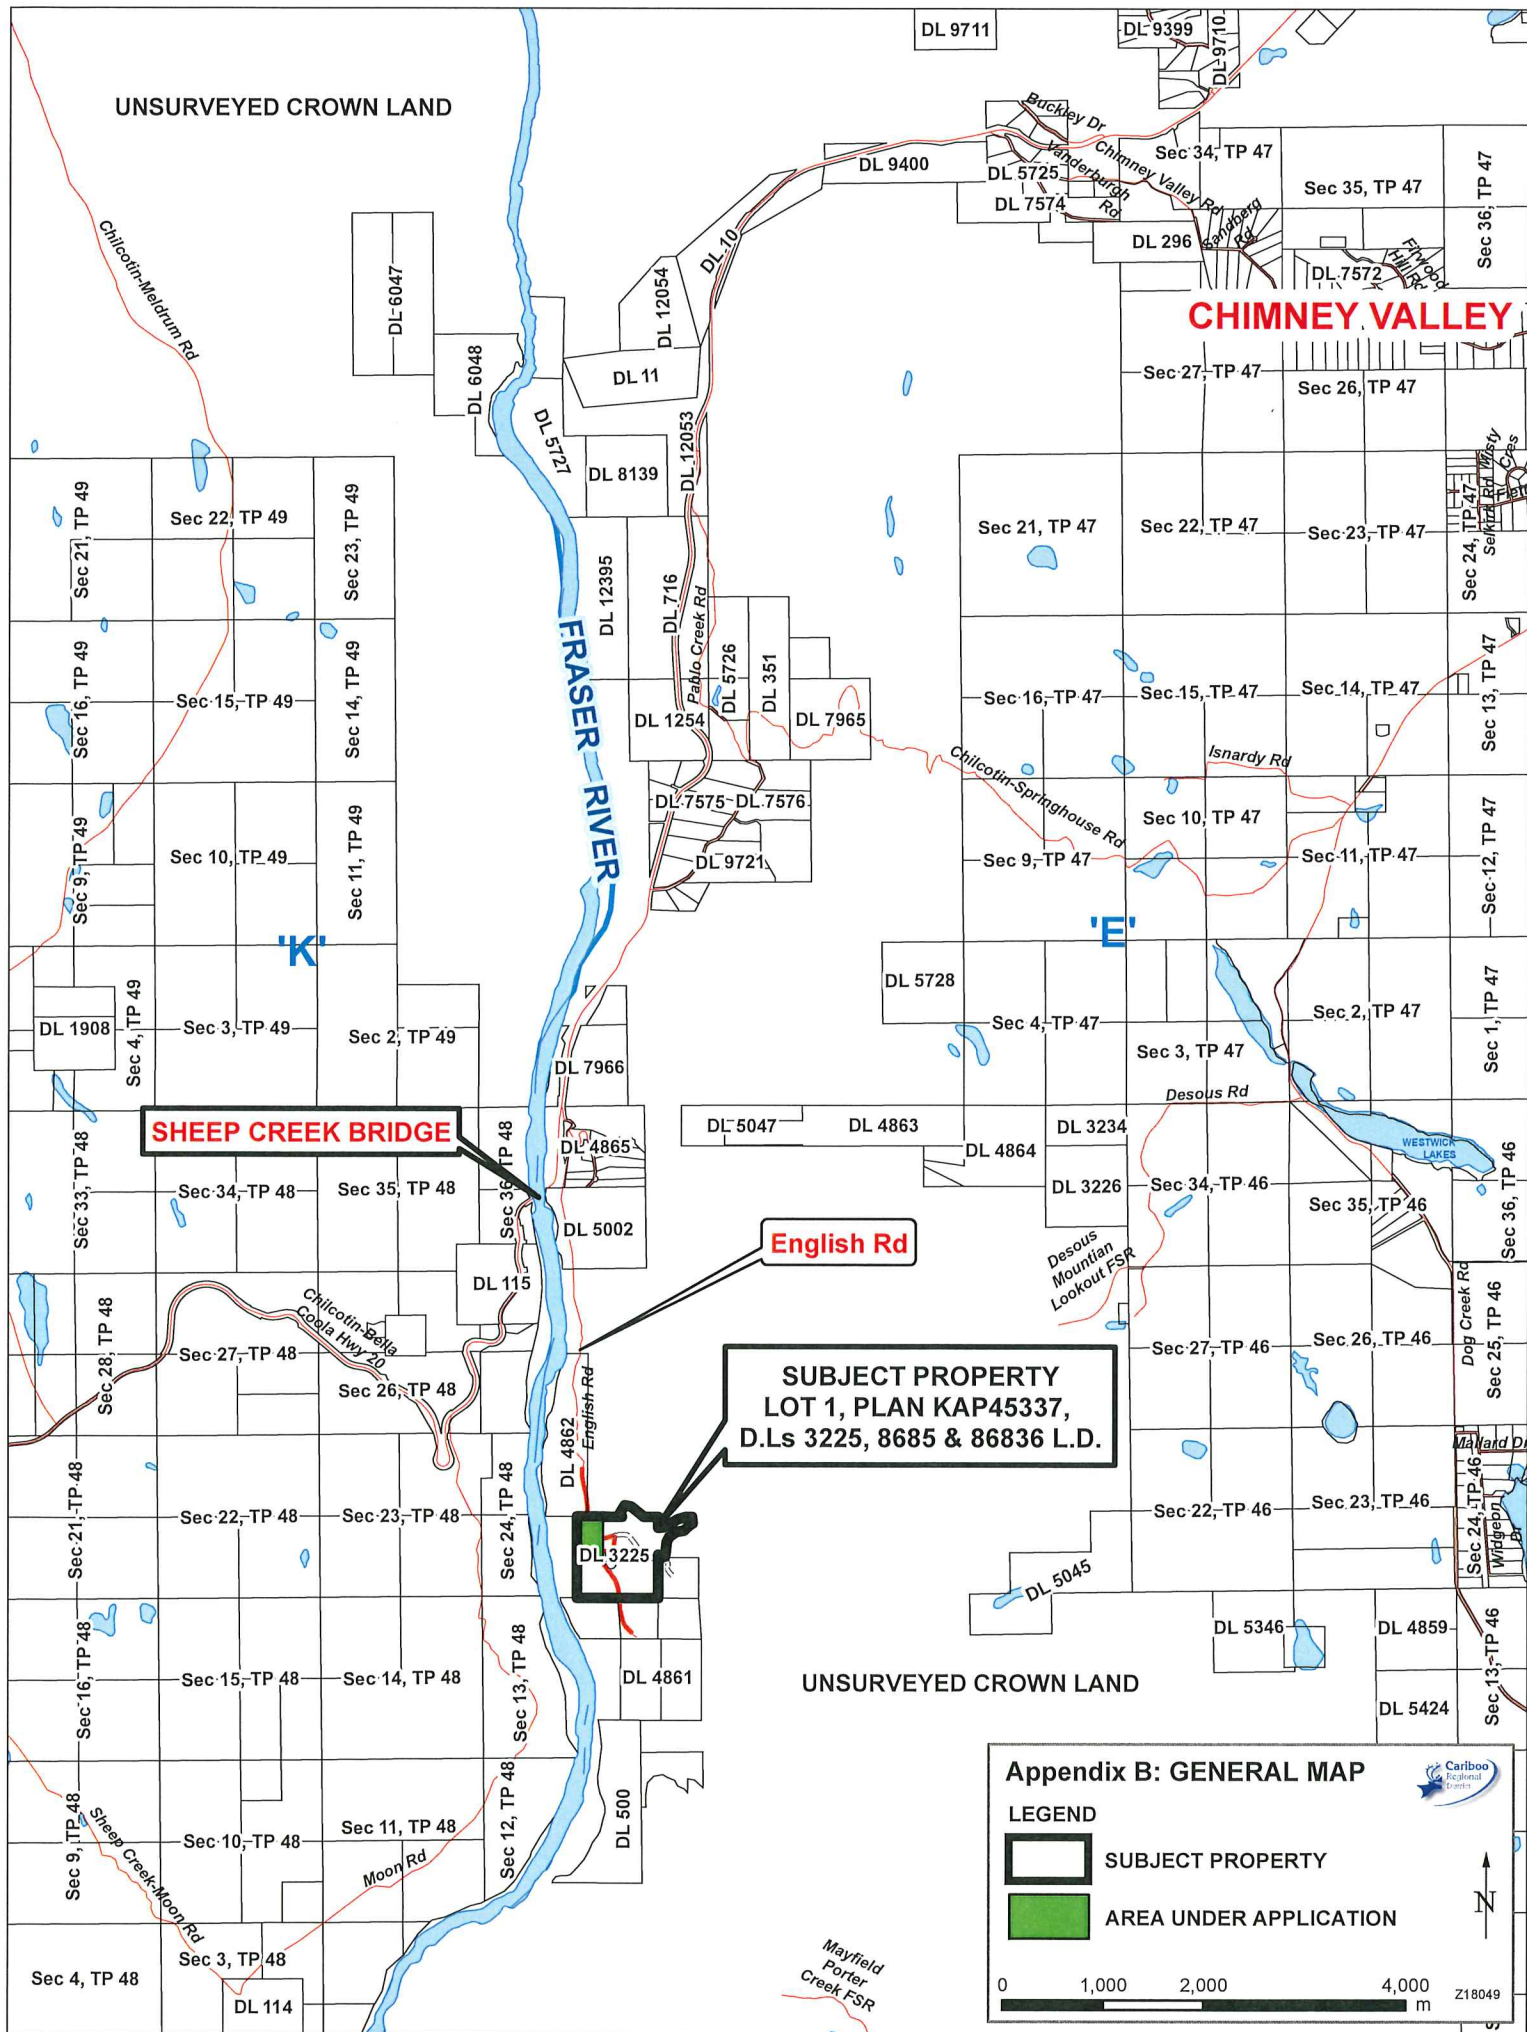 DL 9711
DL 9399
DL 9710
UNSURVEYED CROWN LAND
Buckley Dr
Vanderburgh
Rd
Chimney Valley Rd
Sec 34, TP 47
DL 9400
DL 5725
DL 7574
Sandberg
Rd
Sec 35, TP 47
Sec 36, TP 47
DL 296
Chilcotin-Meldrum Rd
DL 10
DL 6047
DL 12054
DL 7572
CHIMNEY VALLEY
DL 6048
DL 11
Sec 27, TP 47
Sec 26, TP 47
DL 5727
DL 8139
DL 12053
Misty
Cres
Selkirk Rd
Sec 21, TP 49
Sec 22, TP 49
Sec 23, TP 49
Sec 21, TP 47
Sec 22, TP 47
Sec 23, TP 47
Sec 24, TP 47
DL 12395
DL 716
Pablo Creek Rd
FRASER RIVER
DL 5726
DL 351
Sec 16, TP 49
Sec 15, TP 49
Sec 14, TP 49
DL 1254
DL 7965
Sec 16, TP 47
Sec 15, TP 47
Sec 14, TP 47
Sec 13, TP 47
Chilcotin-Springhouse Rd
Isnardy Rd
DL 7575
DL 7576
DL 9721
Sec 9, TP 49
Sec 10, TP 49
Sec 11, TP 49
Sec 9, TP 47
Sec 10, TP 47
Sec 11, TP 47
Sec 12, TP 47
'K'
'E'
DL 5728
DL 1908
Sec 4, TP 49
Sec 3, TP 49
Sec 2, TP 49
Sec 4, TP 47
Sec 3, TP 47
Sec 2, TP 47
Sec 1, TP 47
DL 7966
Desous Rd
SHEEP CREEK BRIDGE
DL 4865
DL 5047
DL 4863
DL 4864
DL 3234
WESTWICK
LAKES
Sec 33, TP 48
Sec 34, TP 48
Sec 35, TP 48
Sec 36, TP 48
DL 5002
DL 3226
Sec 34, TP 46
Sec 35, TP 46
Sec 36, TP 46
English Rd
Desous
Mountian
Lookout FSR
DL 115
Chilcotin-Bella
Coola Hwy 20
Sec 28, TP 48
Sec 27, TP 48
Sec 26, TP 48
Sec 27, TP 46
Sec 26, TP 46
Dog Creek Rd
Sec 25, TP 46
DL 4862
English Rd
SUBJECT PROPERTY
LOT 1, PLAN KAP45337,
D.Ls 3225, 8685 & 86836 L.D.
Mallard Dr
Sec 21, TP 48
Sec 22, TP 48
Sec 23, TP 48
Sec 24, TP 48
DL 3225
Sec 22, TP 46
Sec 23, TP 46
Sec 24, TP 46
Widgeon
Dr
DL 5045
DL 5346
DL 4859
Sec 16, TP 48
Sec 15, TP 48
Sec 14, TP 48
Sec 13, TP 48
DL 4861
UNSURVEYED CROWN LAND
DL 5424
Sec 13, TP 46
DL 500
Sec 9, TP 48
Sheep Creek-Moon Rd
Sec 10, TP 48
Sec 11, TP 48
Sec 12, TP 48
Moon Rd
Sec 4, TP 48
Sec 3, TP 48
DL 114
Mayfield
Porter
Creek FSR
Appendix B: GENERAL MAP
Cariboo
Regional
District
LEGEND
SUBJECT PROPERTY
AREA UNDER APPLICATION
N
0 1,000 2,000 4,000
m
Z18049